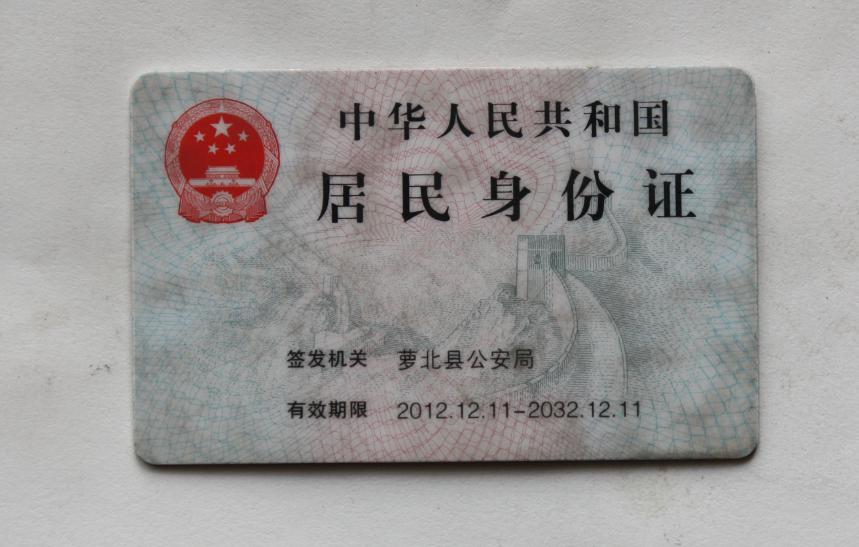 中华人民共和国
居民身份证
签发机关 萝北县公安局
有效期限 2012.12.11-2032.12.11